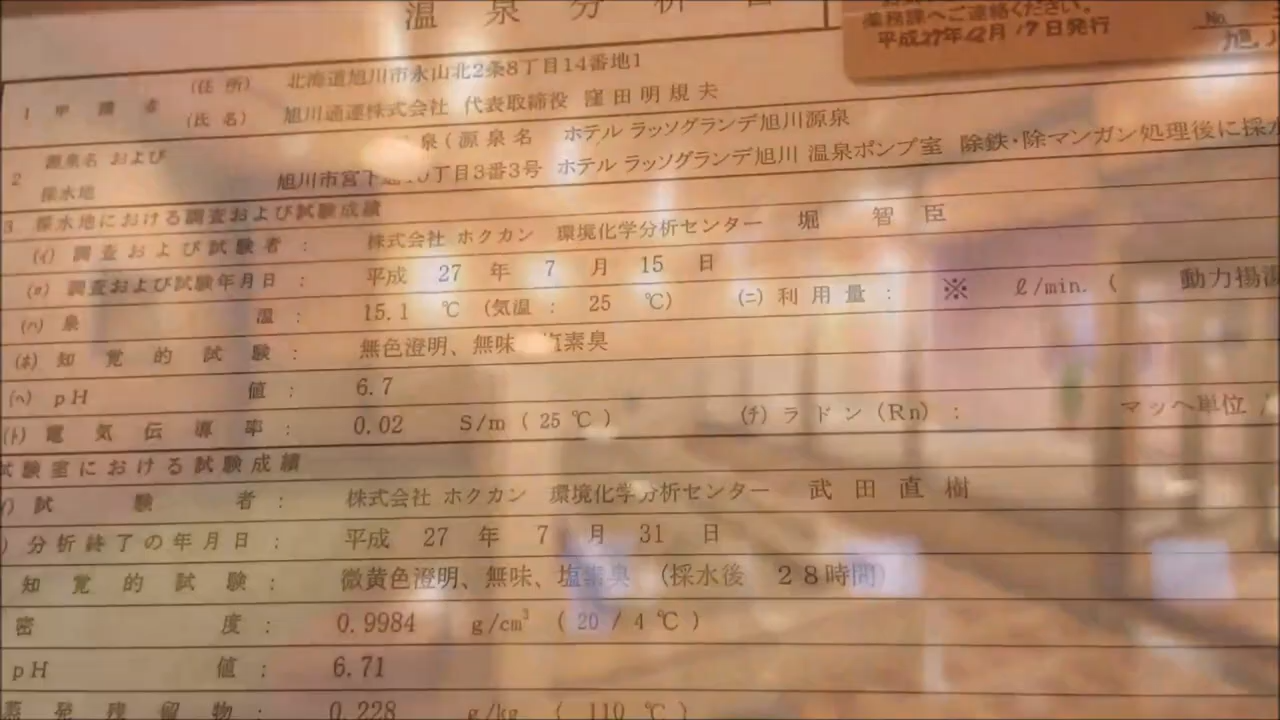 温泉分析書
業務課へご連絡ください。
平成27年12月17日発行
No.
旭川
1 申請者 (住所) 北海道旭川市永山北2条8丁目14番地1
(氏名) 旭川通運株式会社 代表取締役 窪田明規夫
2 源泉名および 泉(源泉名 ホテル ラッソグランデ旭川源泉
採水地 旭川市宮下通 丁目3番3号 ホテル ラッソグランデ旭川 温泉ポンプ室 除鉄・除マンガン処理後に採水
3 採水地における調査および試験成績
(イ) 調査および試験者: 株式会社 ホクカン 環境化学分析センター 堀 智臣
(ロ) 調査および試験年月日: 平成 27 年 7 月 15 日
(ハ) 泉温: 15.1 ℃ (気温: 25 ℃) (ニ) 利用量: ※ ℓ/min. ( 動力揚湯
(ホ) 知覚的試験: 無色澄明、無味 塩素臭
(ヘ) pH値: 6.7
(ト) 電気伝導率: 0.02 S/m (25 ℃) (チ) ラドン(Rn): マッヘ単位
試験室における試験成績
試験者: 株式会社 ホクカン 環境化学分析センター 武田直樹
分析終了の年月日: 平成 27 年 7 月 31 日
知覚的試験: 微黄色澄明、無味、塩素臭 (採水後 28時間)
密度: 0.9984 g/cm³ (20/4℃)
pH値: 6.71
蒸発残留物: 0.228 g/kg (110℃)